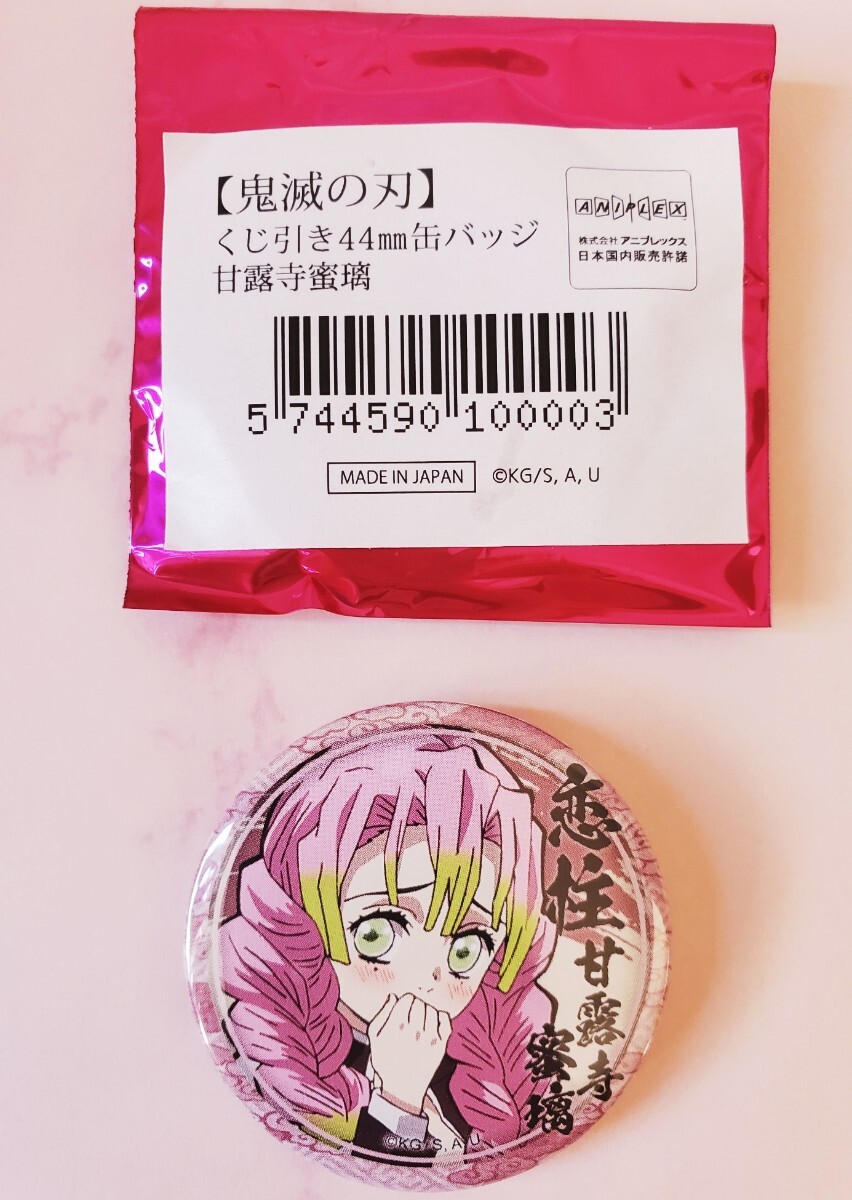 【鬼滅の刃】
くじ引き44㎜缶バッジ
甘露寺蜜璃
ANIPLEX
株式会社 アニプレックス
日本国内販売許諾
5 744590 100003
MADE IN JAPAN ©KG/S, A, U
恋柱
甘露寺
蜜璃
©KG/S, A, U